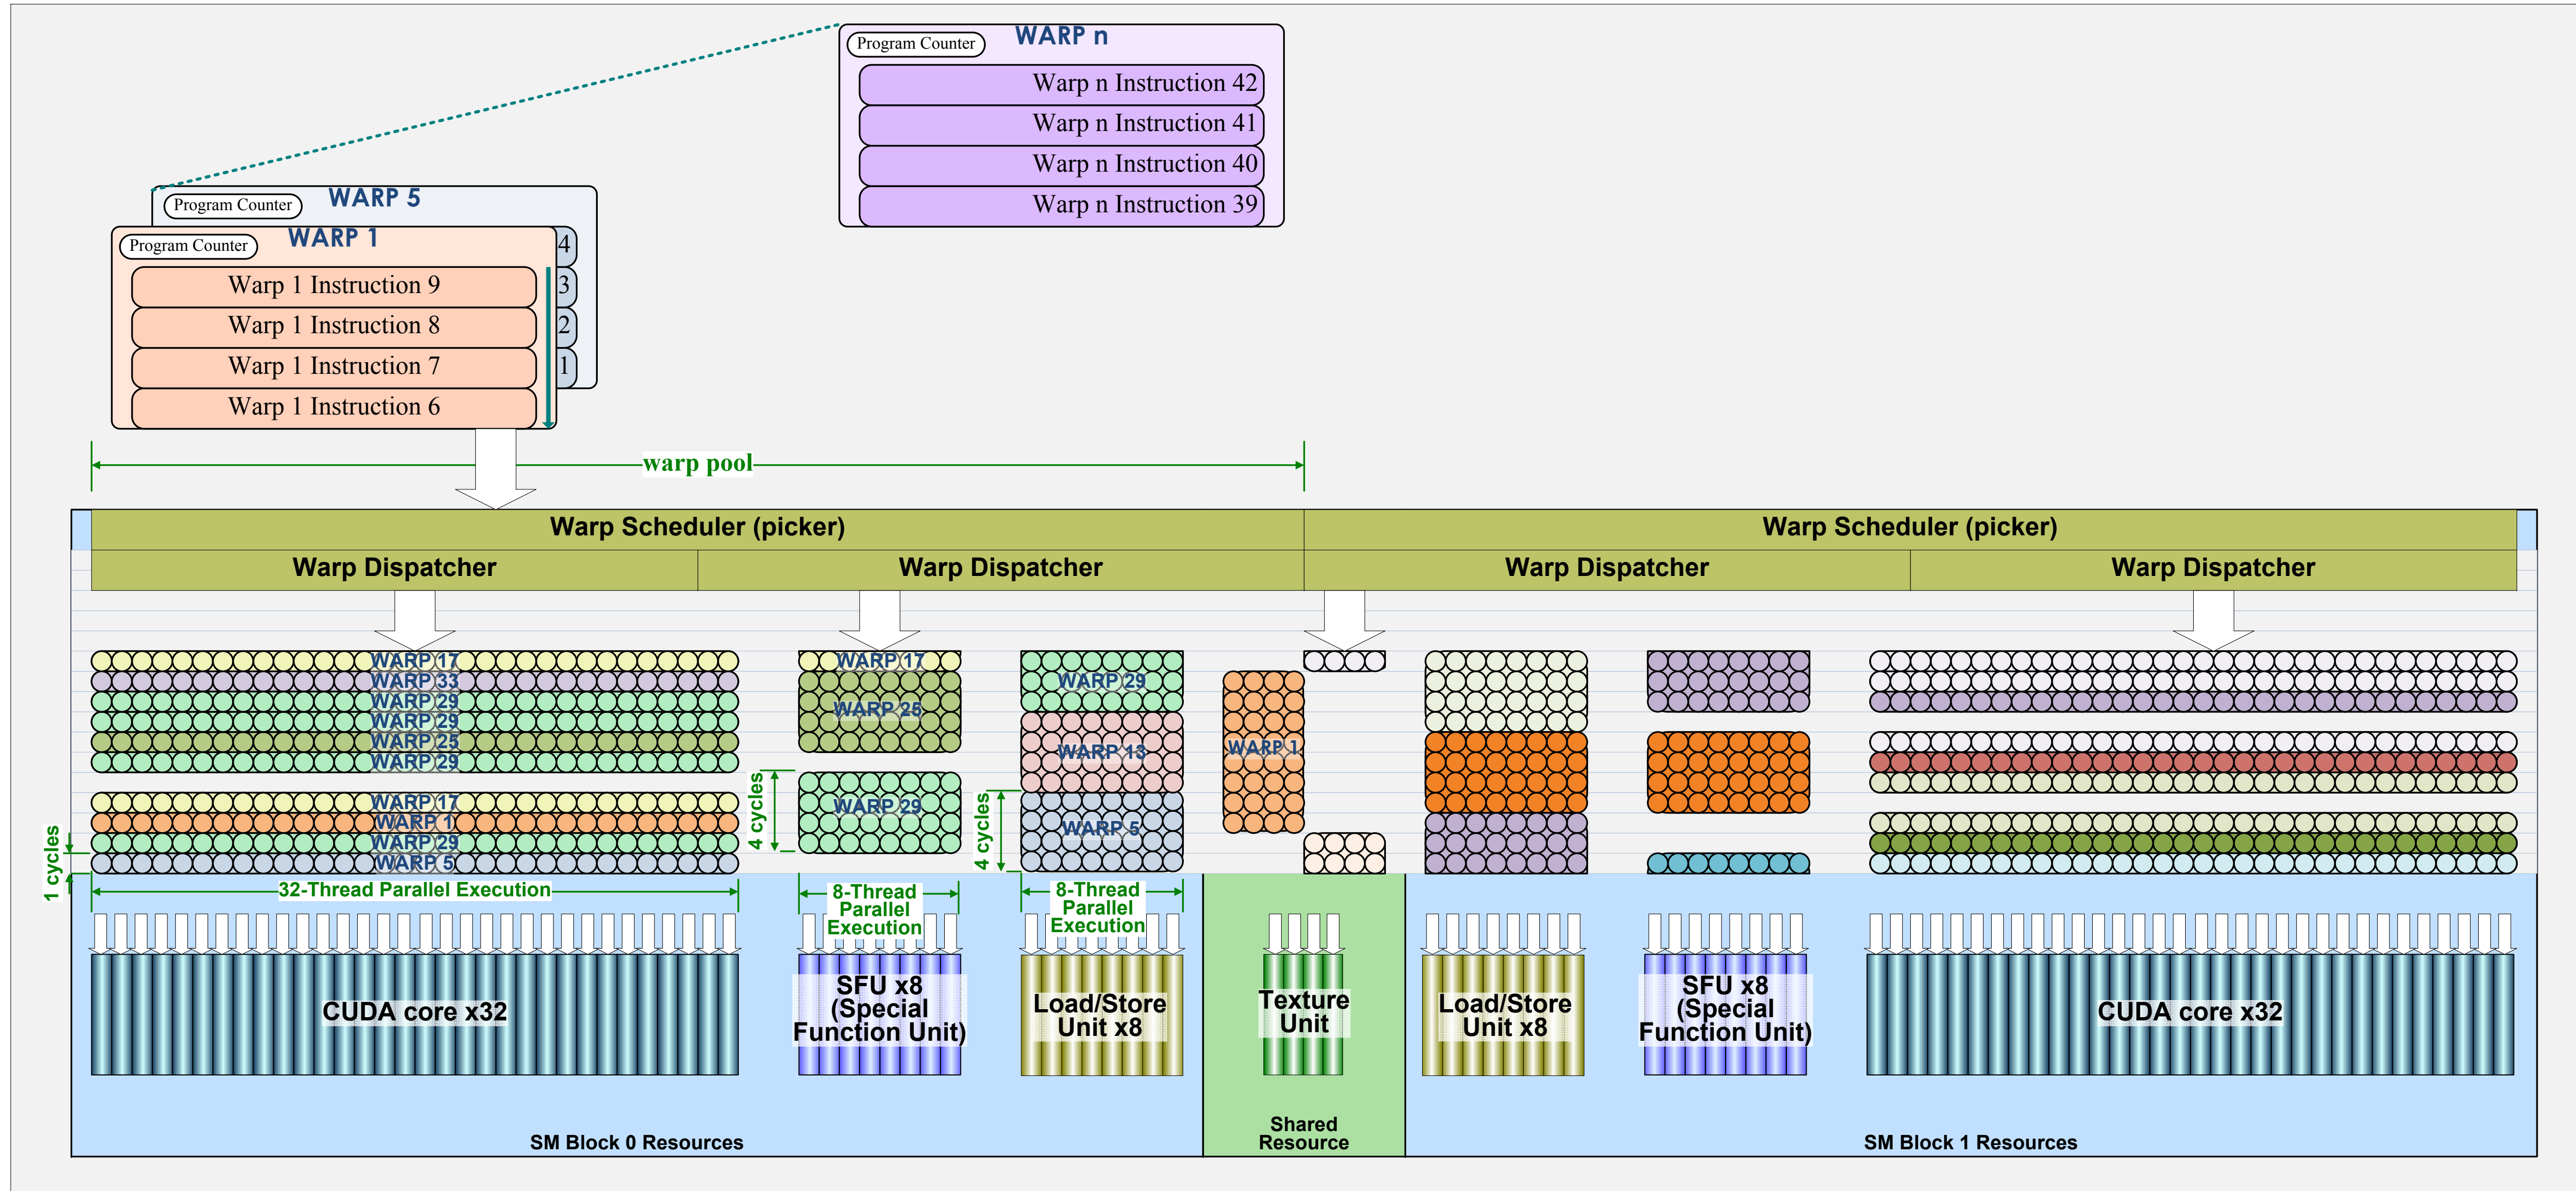 Program Counter
WARP n
Warp n Instruction 42
Warp n Instruction 41
Warp n Instruction 40
Warp n Instruction 39
Program Counter
WARP 5
4
3
2
1
Program Counter
WARP 1
Warp 1 Instruction 9
Warp 1 Instruction 8
Warp 1 Instruction 7
Warp 1 Instruction 6
warp pool
Warp Scheduler (picker)
Warp Scheduler (picker)
Warp Dispatcher
Warp Dispatcher
Warp Dispatcher
Warp Dispatcher
WARP 17
WARP 33
WARP 29
WARP 29
WARP 25
WARP 29
WARP 17
WARP 1
WARP 29
WARP 5
1 cycles
32-Thread Parallel Execution
WARP 17
WARP 25
WARP 29
4 cycles
8-Thread
Parallel
Execution
WARP 29
WARP 13
WARP 5
4 cycles
8-Thread
Parallel
Execution
WARP 1
CUDA core x32
SFU x8
(Special
Function Unit)
Load/Store
Unit x8
Texture
Unit
Load/Store
Unit x8
SFU x8
(Special
Function Unit)
CUDA core x32
SM Block 0 Resources
Shared
Resource
SM Block 1 Resources